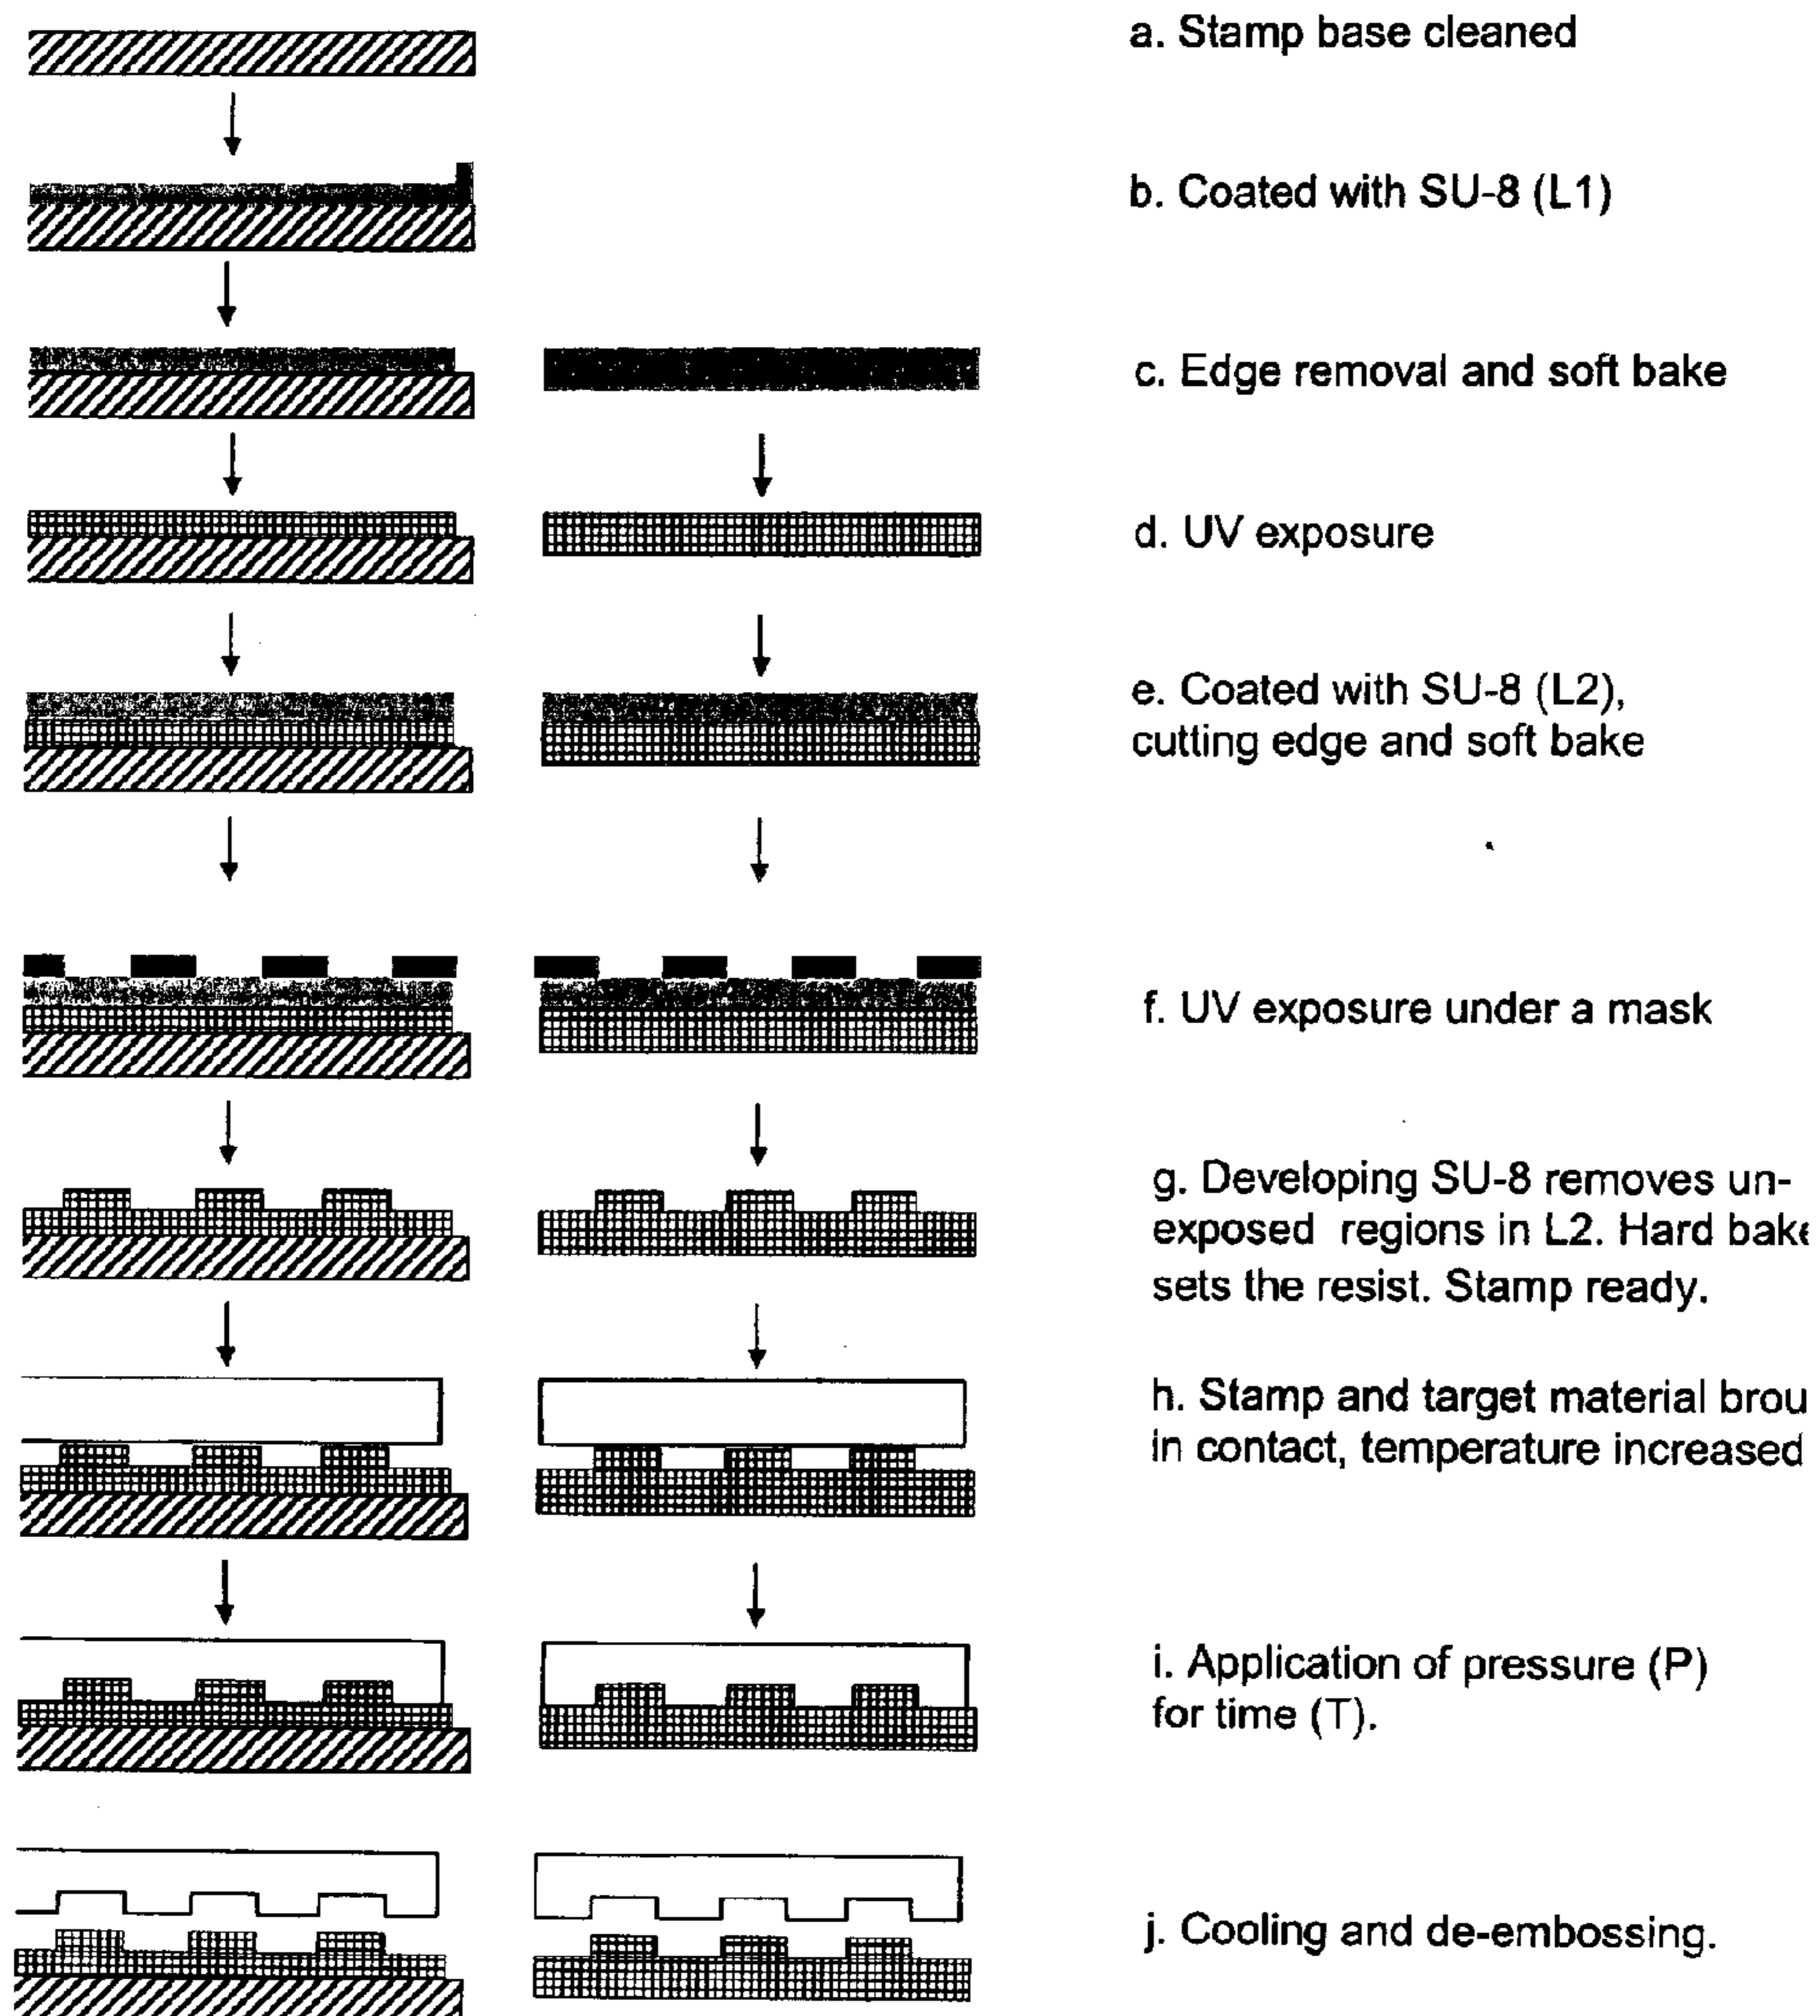 a. Stamp base cleaned
b. Coated with SU-8 (L1)
c. Edge removal and soft bake
d. UV exposure
e. Coated with SU-8 (L2),
cutting edge and soft bake
f. UV exposure under a mask
g. Developing SU-8 removes un-
exposed regions in L2. Hard bake
sets the resist. Stamp ready.
h. Stamp and target material brou
in contact, temperature increased
i. Application of pressure (P)
for time (T).
j. Cooling and de-embossing.